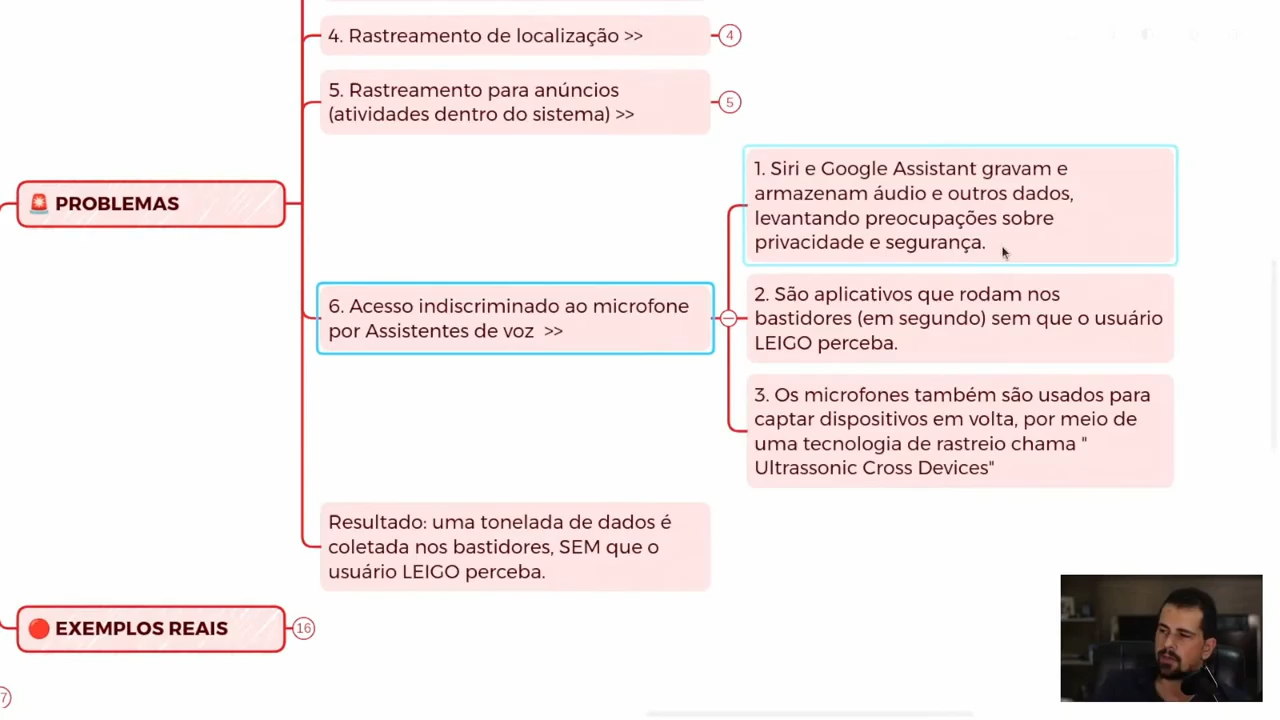 4. Rastreamento de localização >>
4
5. Rastreamento para anúncios
(atividades dentro do sistema) >>
5
🚨 PROBLEMAS
6. Acesso indiscriminado ao microfone
por Assistentes de voz >>
1. Siri e Google Assistant gravam e
armazenam áudio e outros dados,
levantando preocupações sobre
privacidade e segurança.
2. São aplicativos que rodam nos
bastidores (em segundo) sem que o usuário
LEIGO perceba.
3. Os microfones também são usados para
captar dispositivos em volta, por meio de
uma tecnologia de rastreio chama "
Ultrassonic Cross Devices"
Resultado: uma tonelada de dados é
coletada nos bastidores, SEM que o
usuário LEIGO perceba.
🔴 EXEMPLOS REAIS
16
7